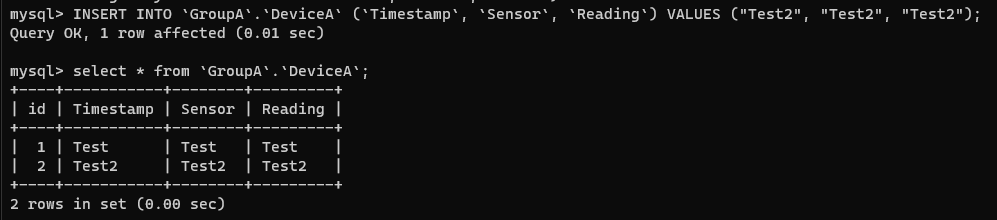 mysql> INSERT INTO `GroupA`.`DeviceA` (`Timestamp`, `Sensor`, `Reading`) VALUES ("Test2", "Test2", "Test2");
Query OK, 1 row affected (0.01 sec)
mysql> select * from `GroupA`.`DeviceA`;
+----+-----------+--------+---------+
| id | Timestamp | Sensor | Reading |
+----+-----------+--------+---------+
|  1 | Test      | Test   | Test    |
|  2 | Test2     | Test2  | Test2   |
+----+-----------+--------+---------+
2 rows in set (0.00 sec)